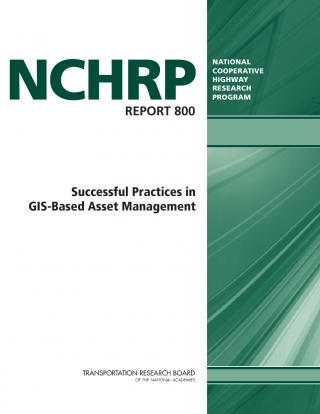 NCHRP
REPORT 800
NATIONAL
COOPERATIVE
HIGHWAY
RESEARCH
PROGRAM
Successful Practices in
GIS-Based Asset Management
TRANSPORTATION RESEARCH BOARD
OF THE NATIONAL ACADEMIES